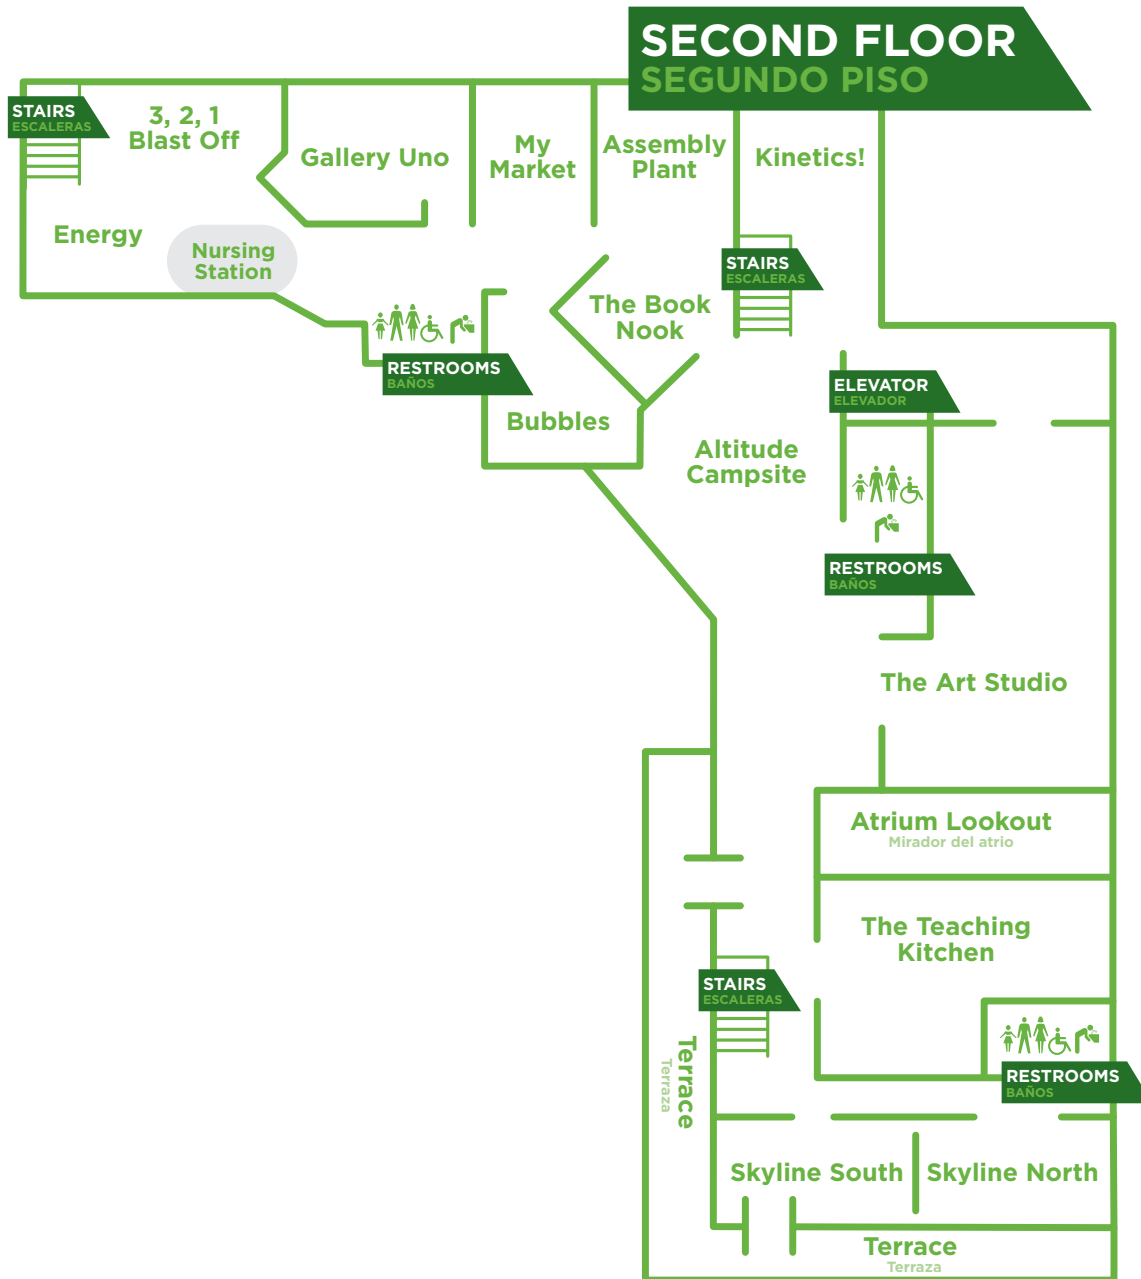 SECOND FLOOR
SEGUNDO PISO
STAIRS
ESCALERAS
3, 2, 1
Blast Off
Gallery Uno
My
Market
Assembly
Plant
Kinetics!
Energy
Nursing
Station
STAIRS
ESCALERAS
The Book
Nook
RESTROOMS
BAÑOS
Bubbles
ELEVATOR
ELEVADOR
Altitude
Campsite
RESTROOMS
BAÑOS
The Art Studio
Atrium Lookout
Mirador del atrio
The Teaching
Kitchen
STAIRS
ESCALERAS
Terrace
Terraza
RESTROOMS
BAÑOS
Skyline South
Skyline North
Terrace
Terraza